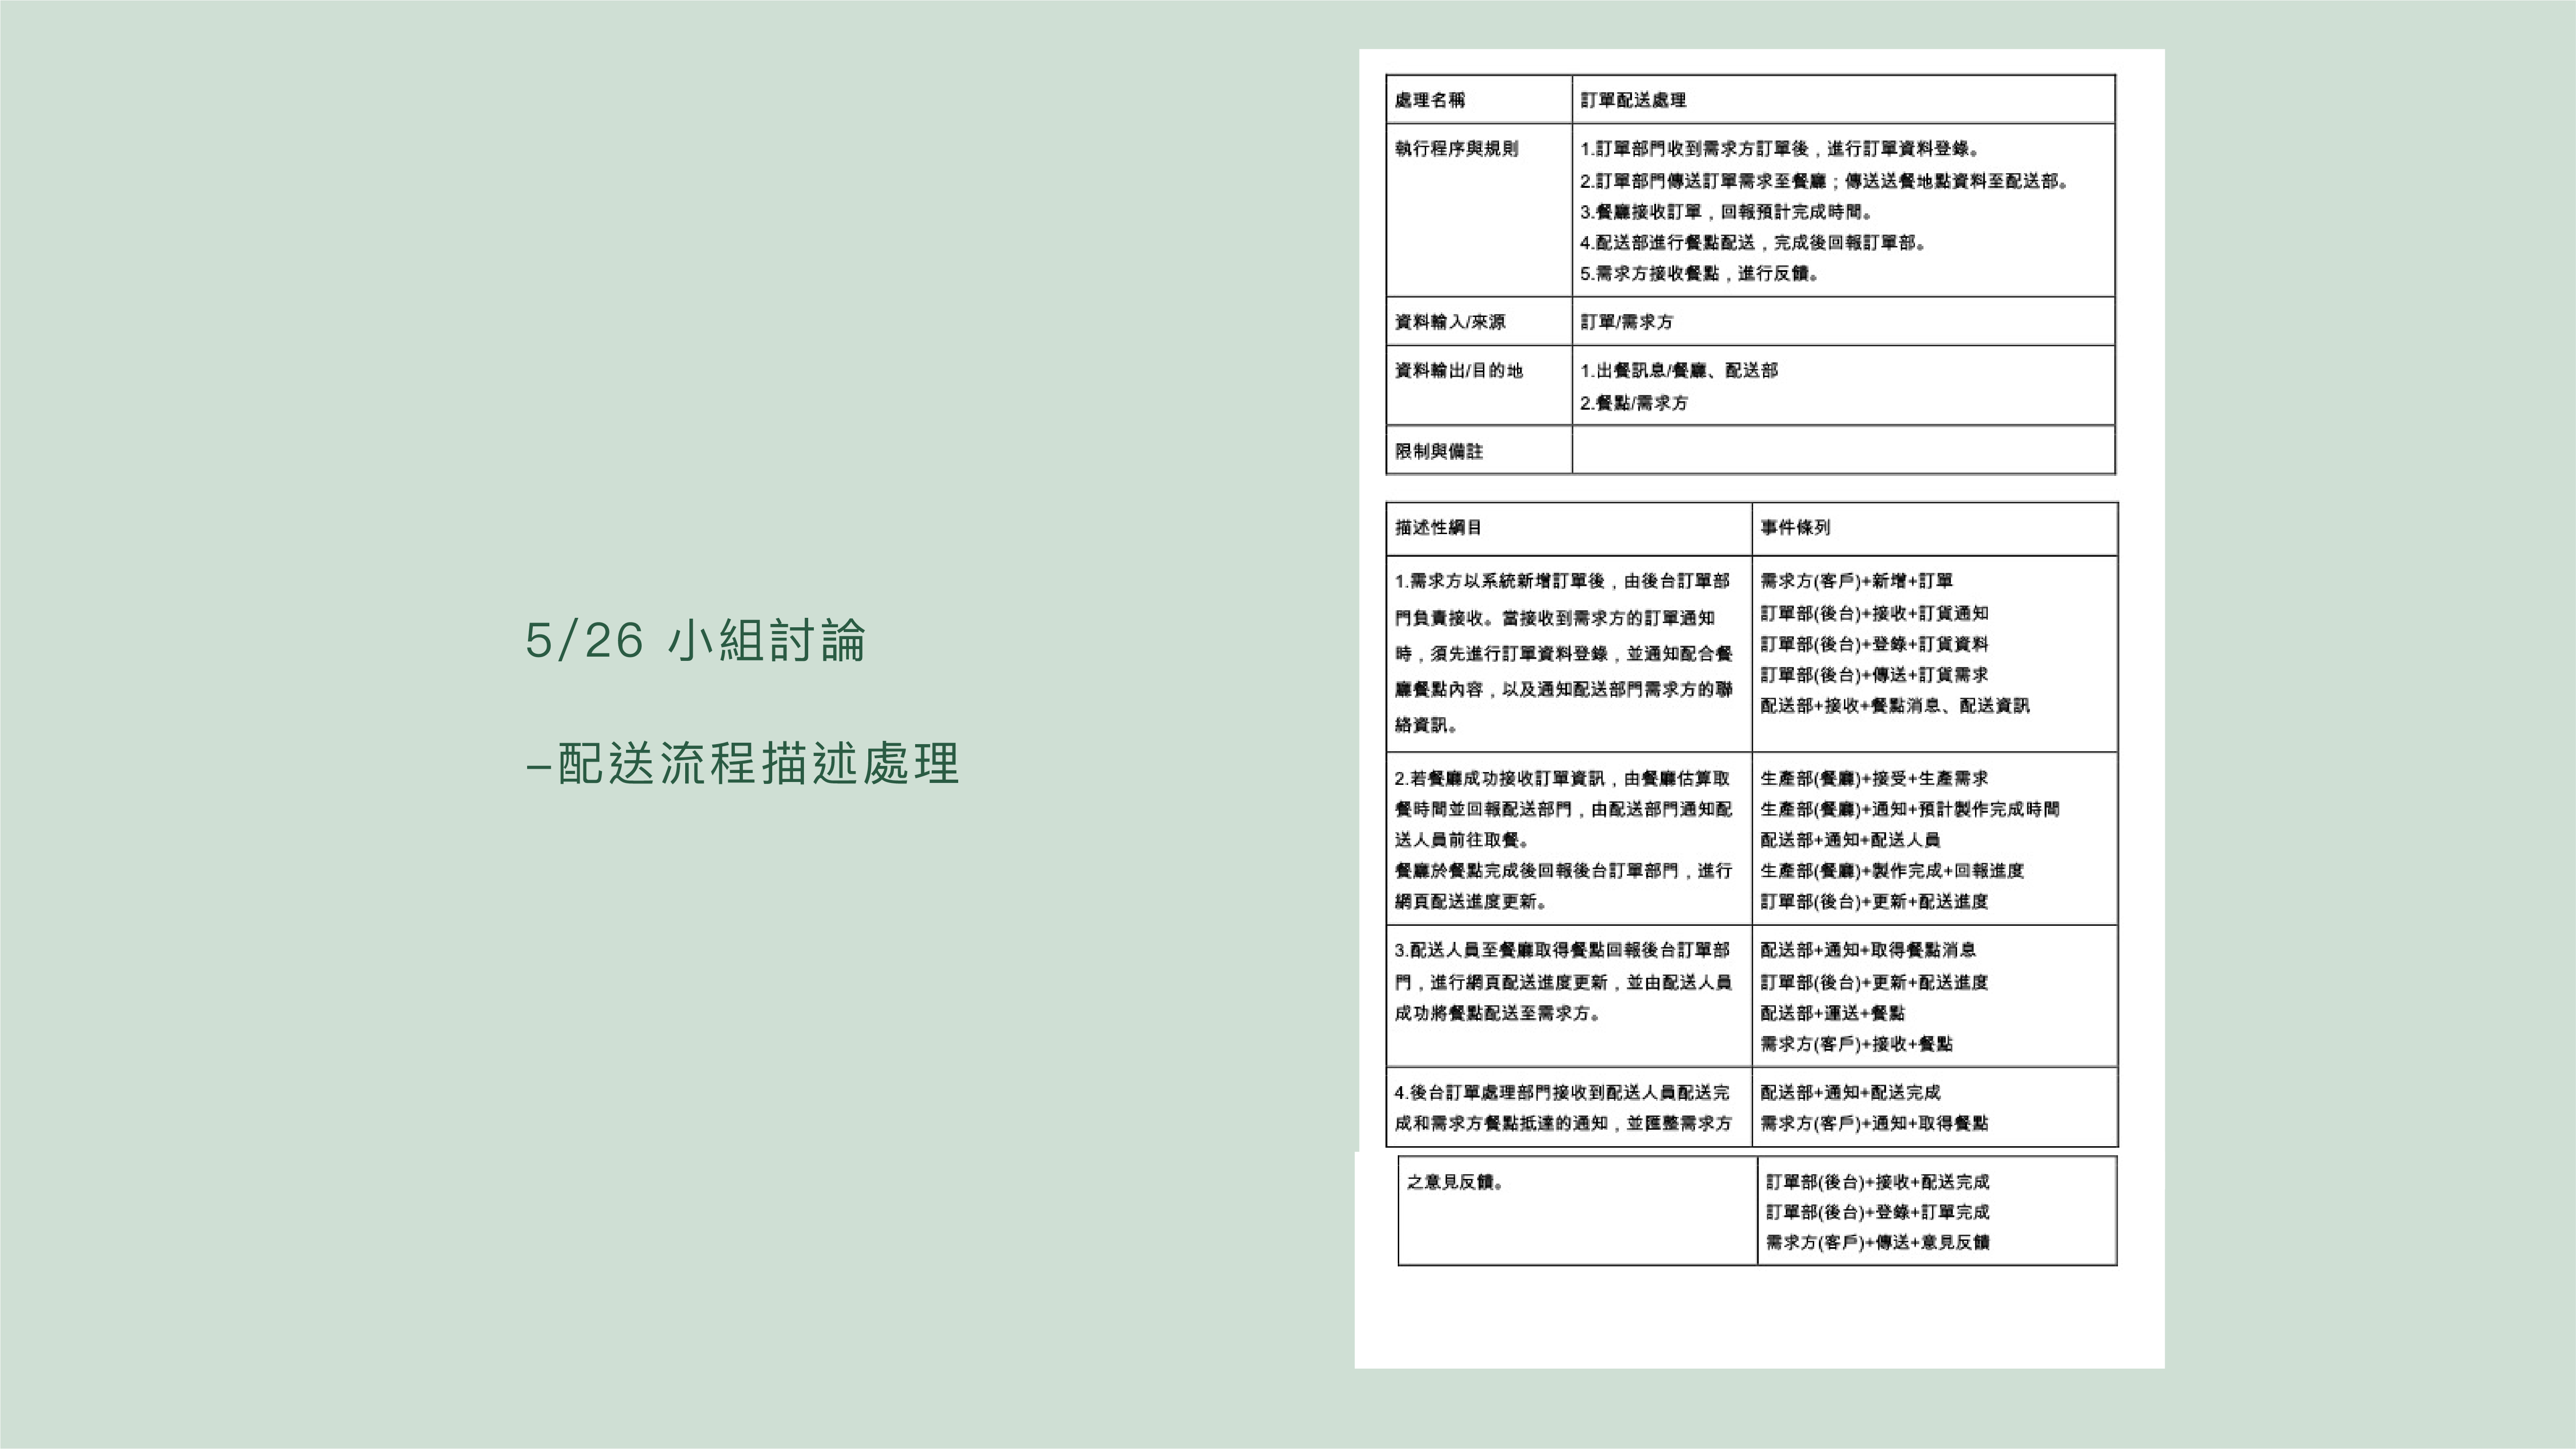 5/26 小組討論
–配送流程描述處理
處理名稱
訂單配送處理
執行程序與規則
1.訂單部門收到需求方訂單後，進行訂單資料登錄。
2.訂單部門傳送訂單需求至餐廳；傳送送餐地點資料至配送部。
3.餐廳接收訂單，回報預計完成時間。
4.配送部進行餐點配送，完成後回報訂單部。
5.需求方接收餐點，進行反饋。
資料輸入/來源
訂單/需求方
資料輸出/目的地
1.出餐訊息/餐廳、配送部
2.餐點/需求方
限制與備註
描述性綱目
事件條列
1.需求方以系統新增訂單後，由後台訂單部
門負責接收。當接收到需求方的訂單通知
時，須先進行訂單資料登錄，並通知配合餐
廳餐點內容，以及通知配送部門需求方的聯
絡資訊。
需求方(客戶)+新增+訂單
訂單部(後台)+接收+訂貨通知
訂單部(後台)+登錄+訂貨資料
訂單部(後台)+傳送+訂貨需求
配送部+接收+餐點消息、配送資訊
2.若餐廳成功接收訂單資訊，由餐廳估算取
餐時間並回報配送部門，由配送部門通知配
送人員前往取餐。
餐廳於餐點完成後回報後台訂單部門，進行
網頁配送進度更新。
生產部(餐廳)+接受+生產需求
生產部(餐廳)+通知+預計製作完成時間
配送部+通知+配送人員
生產部(餐廳)+製作完成+回報進度
訂單部(後台)+更新+配送進度
3.配送人員至餐廳取得餐點回報後台訂單部
門，進行網頁配送進度更新，並由配送人員
成功將餐點配送至需求方。
配送部+通知+取得餐點消息
訂單部(後台)+更新+配送進度
配送部+運送+餐點
需求方(客戶)+接收+餐點
4.後台訂單處理部門接收到配送人員配送完
成和需求方餐點抵達的通知，並匯整需求方
配送部+通知+配送完成
需求方(客戶)+通知+取得餐點
之意見反饋。
訂單部(後台)+接收+配送完成
訂單部(後台)+登錄+訂單完成
需求方(客戶)+傳送+意見反饋